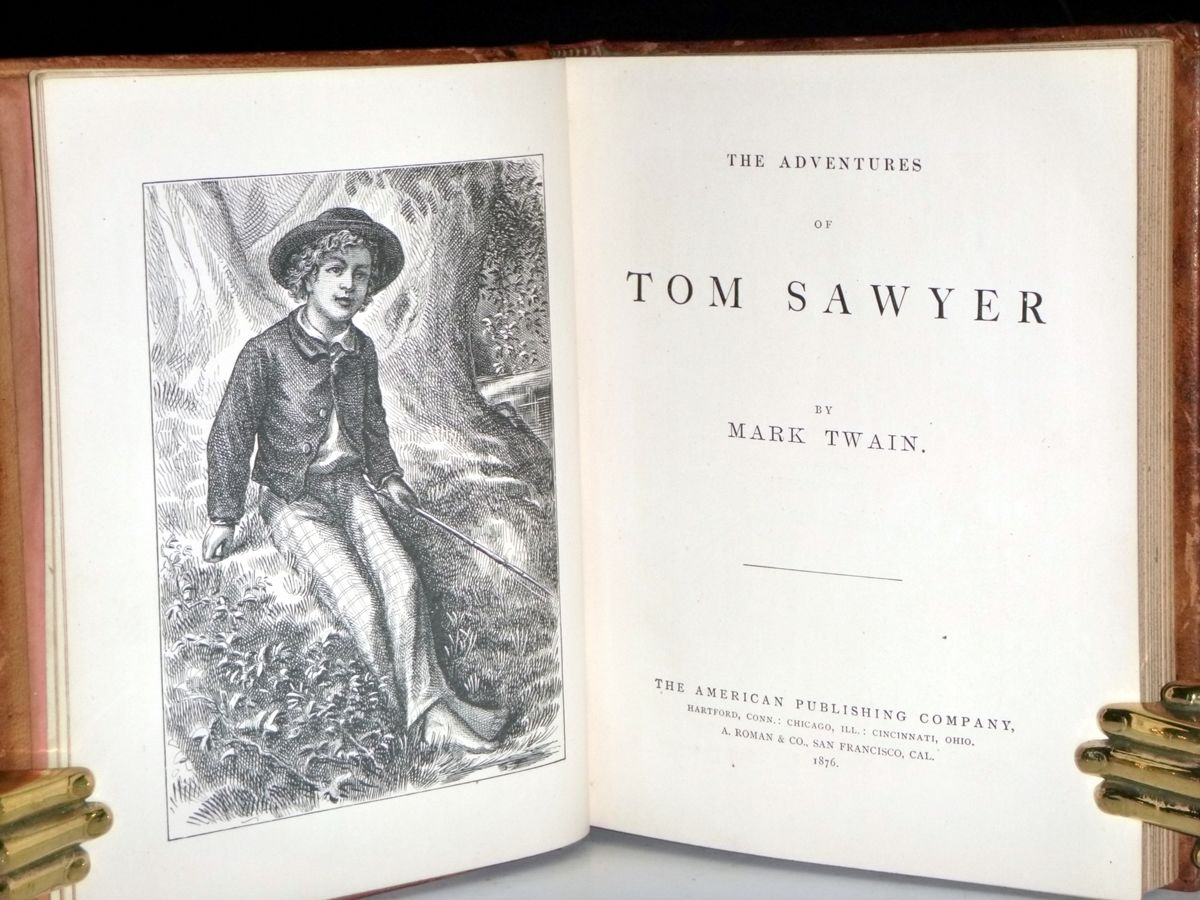 THE ADVENTURES
OF
TOM SAWYER
BY
MARK TWAIN.
THE AMERICAN PUBLISHING COMPANY,
HARTFORD, CONN.: CHICAGO, ILL.: CINCINNATI, OHIO.
A. ROMAN & CO., SAN FRANCISCO, CAL.
1876.